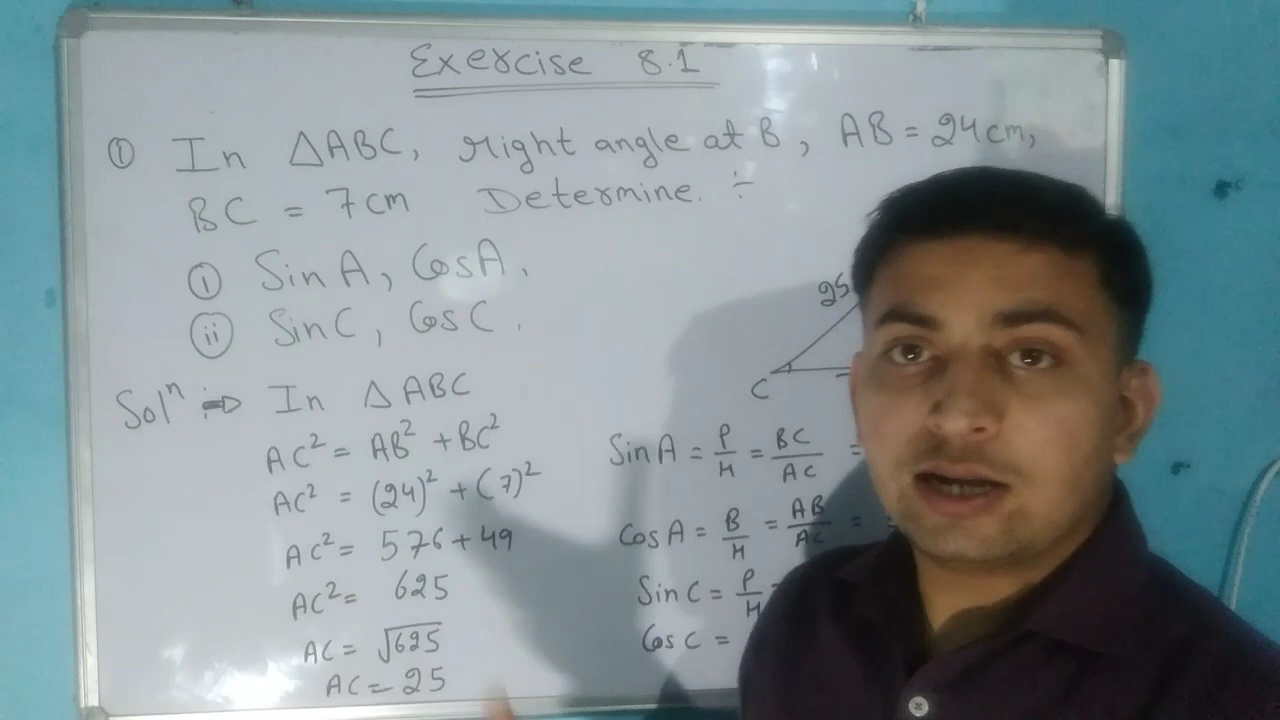 Exercise 8.1
① In △ABC, right angle at B, AB = 24cm,
BC = 7cm Determine. ÷
ⓘ Sin A, Cos A.
ⓘⓘ Sin C, Cos C.
Solⁿ ⇒ In △ABC
AC² = AB² + BC²
AC² = (24)² + (7)²
AC² = 576 + 49
AC² = 625
AC = √625
AC = 25
25
C
Sin A = P/H = BC/AC =
Cos A = B/H = AB/AC = =
Sin C = P/H =
Cos C =